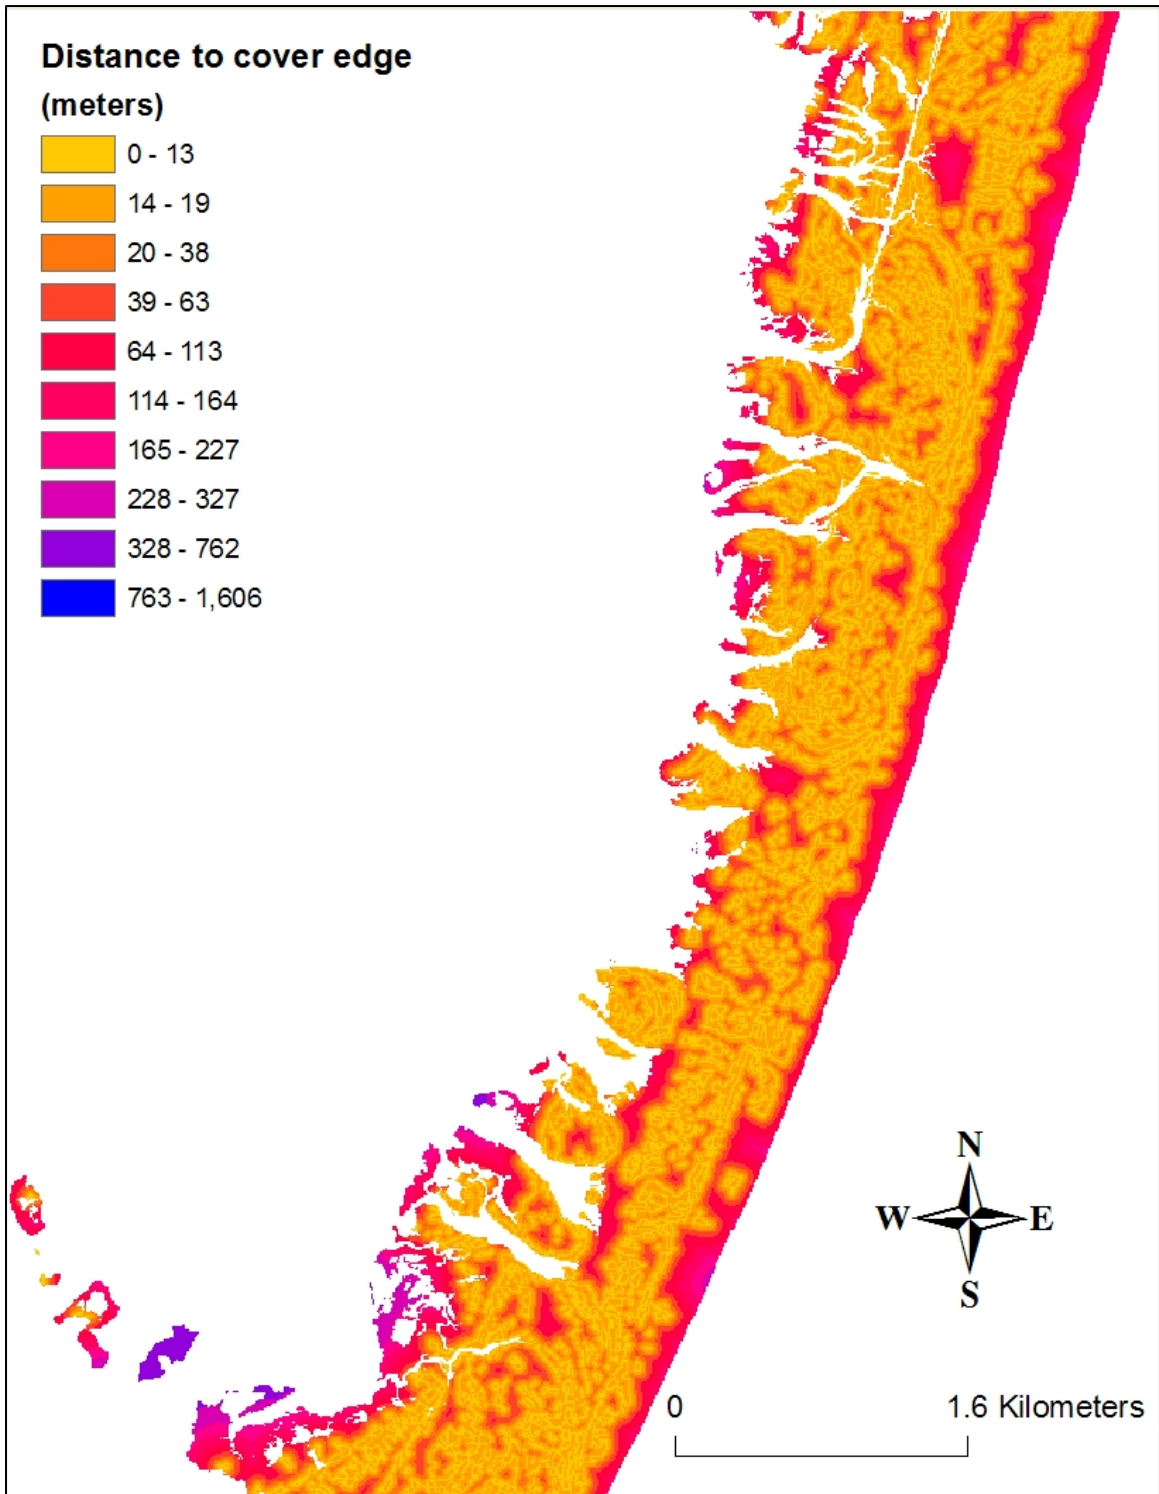 Distance to cover edge
(meters)
0 - 13
14 - 19
20 - 38
39 - 63
64 - 113
114 - 164
165 - 227
228 - 327
328 - 762
763 - 1,606
N
W E
S
0 1.6 Kilometers